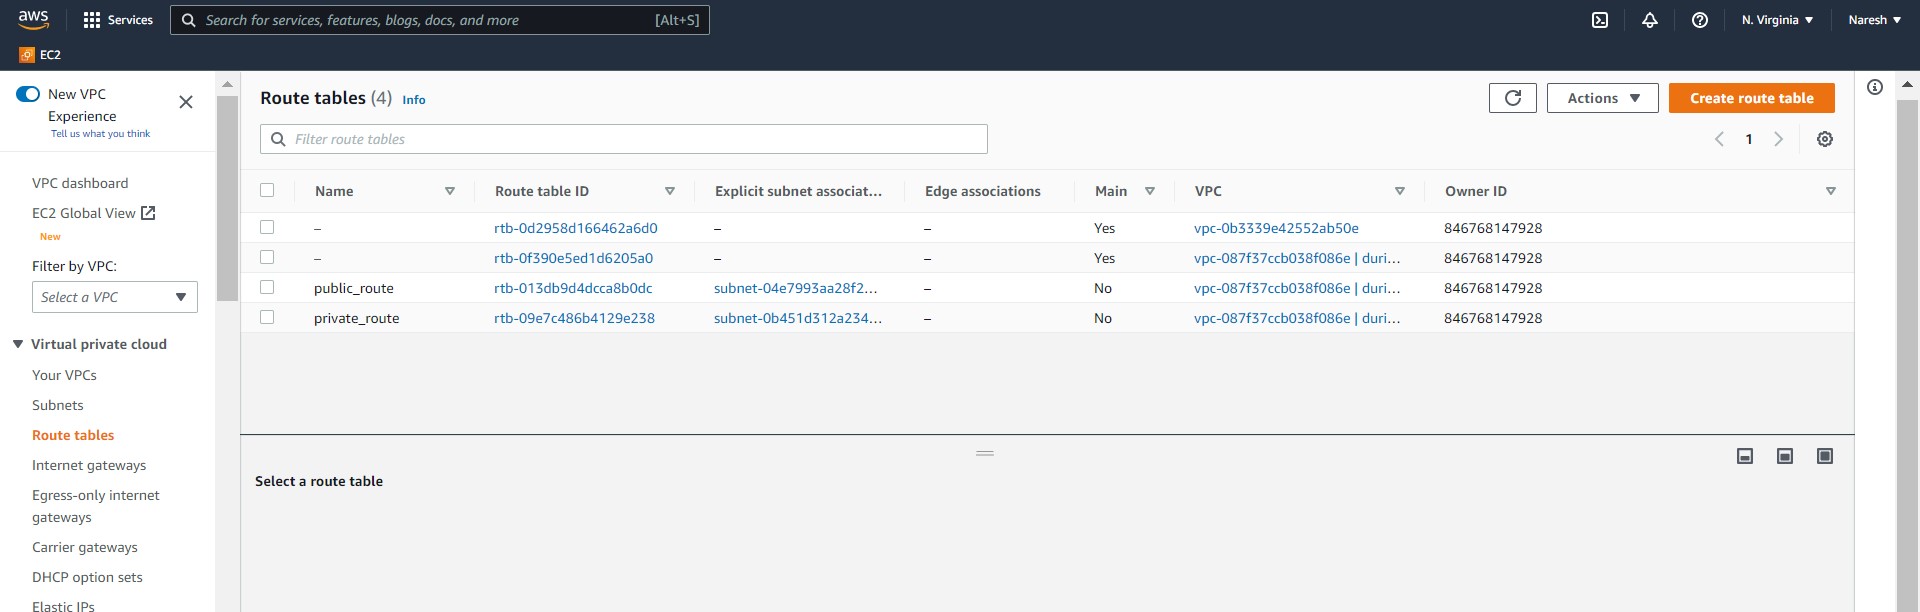 aws
Services
Search for services, features, blogs, docs, and more
[Alt+S]
N. Virginia
Naresh
EC2
New VPC
Experience
Tell us what you think
VPC dashboard
EC2 Global View
New
Filter by VPC:
Select a VPC
Virtual private cloud
Your VPCs
Subnets
Route tables
Internet gateways
Egress-only internet
gateways
Carrier gateways
DHCP option sets
Elastic IPs
Route tables (4) Info
Actions
Create route table
Filter route tables
1
Name Route table ID Explicit subnet associat... Edge associations Main VPC Owner ID
– rtb-0d2958d166462a6d0 – – Yes vpc-0b3339e42552ab50e 846768147928
– rtb-0f390e5ed1d6205a0 – – Yes vpc-087f37ccb038f086e | duri... 846768147928
public_route rtb-013db9d4dcca8b0dc subnet-04e7993aa28f2... – No vpc-087f37ccb038f086e | duri... 846768147928
private_route rtb-09e7c486b4129e238 subnet-0b451d312a234... – No vpc-087f37ccb038f086e | duri... 846768147928
Select a route table